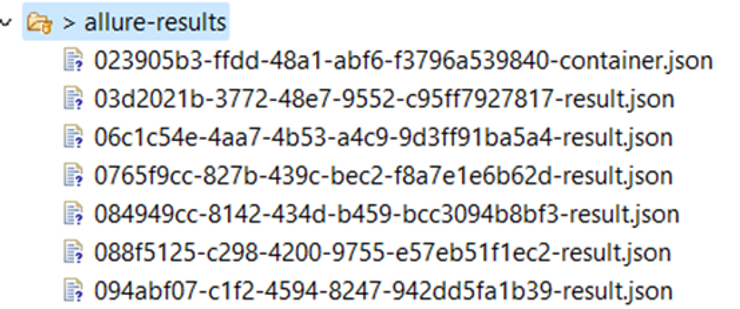 > allure-results
023905b3-ffdd-48a1-abf6-f3796a539840-container.json
03d2021b-3772-48e7-9552-c95ff7927817-result.json
06c1c54e-4aa7-4b53-a4c9-9d3ff91ba5a4-result.json
0765f9cc-827b-439c-bec2-f8a7e1e6b62d-result.json
084949cc-8142-434d-b459-bcc3094b8bf3-result.json
088f5125-c298-4200-9755-e57eb51f1ec2-result.json
094abf07-c1f2-4594-8247-942dd5fa1b39-result.json